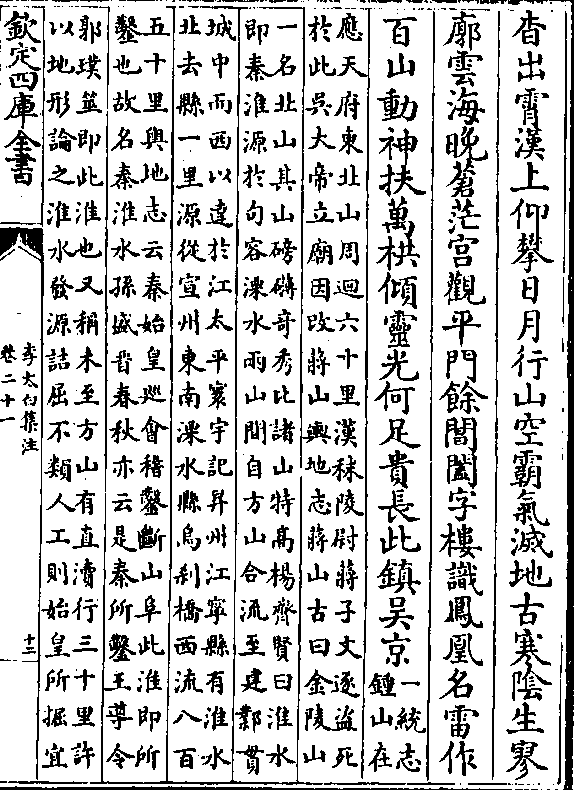 杳出霄漢上仰攀日月行山空霸氣滅地古寒陰生寥
廓雲海晚蒼茫宮觀平門餘閶闔字樓識鳳凰名雷作
百山動神扶萬栱傾靈光何足貴長此鎮吳京
一統志
鍾山在
應天府東北山周迴六十里漢秣陵尉蔣子文逐盜死
於此吳大帝立廟因改蔣山輿地志蔣山古曰金陵山
一名北山其山磅礴奇秀比諸山特高楊齊賢曰淮水
即秦淮源於句容溧水兩山間自方山合流至建鄴貫
城中而西以達於江太平寰宇記昇州江寧縣有淮水
北去縣一里源從宣州東南溧水縣烏刹橋西流八百
五十里輿地志云秦始皇巡會稽鑿斷山阜此淮即所
鑿也故名秦淮水孫盛晉春秋亦云是秦所鑿王導令
郭璞筮即此淮也又稱未至方山有直瀆行三十里許
以地形論之淮水發源詰屈不類人工則始皇所掘宜
欽定四庫全書
李太白集注
卷二十一
十二